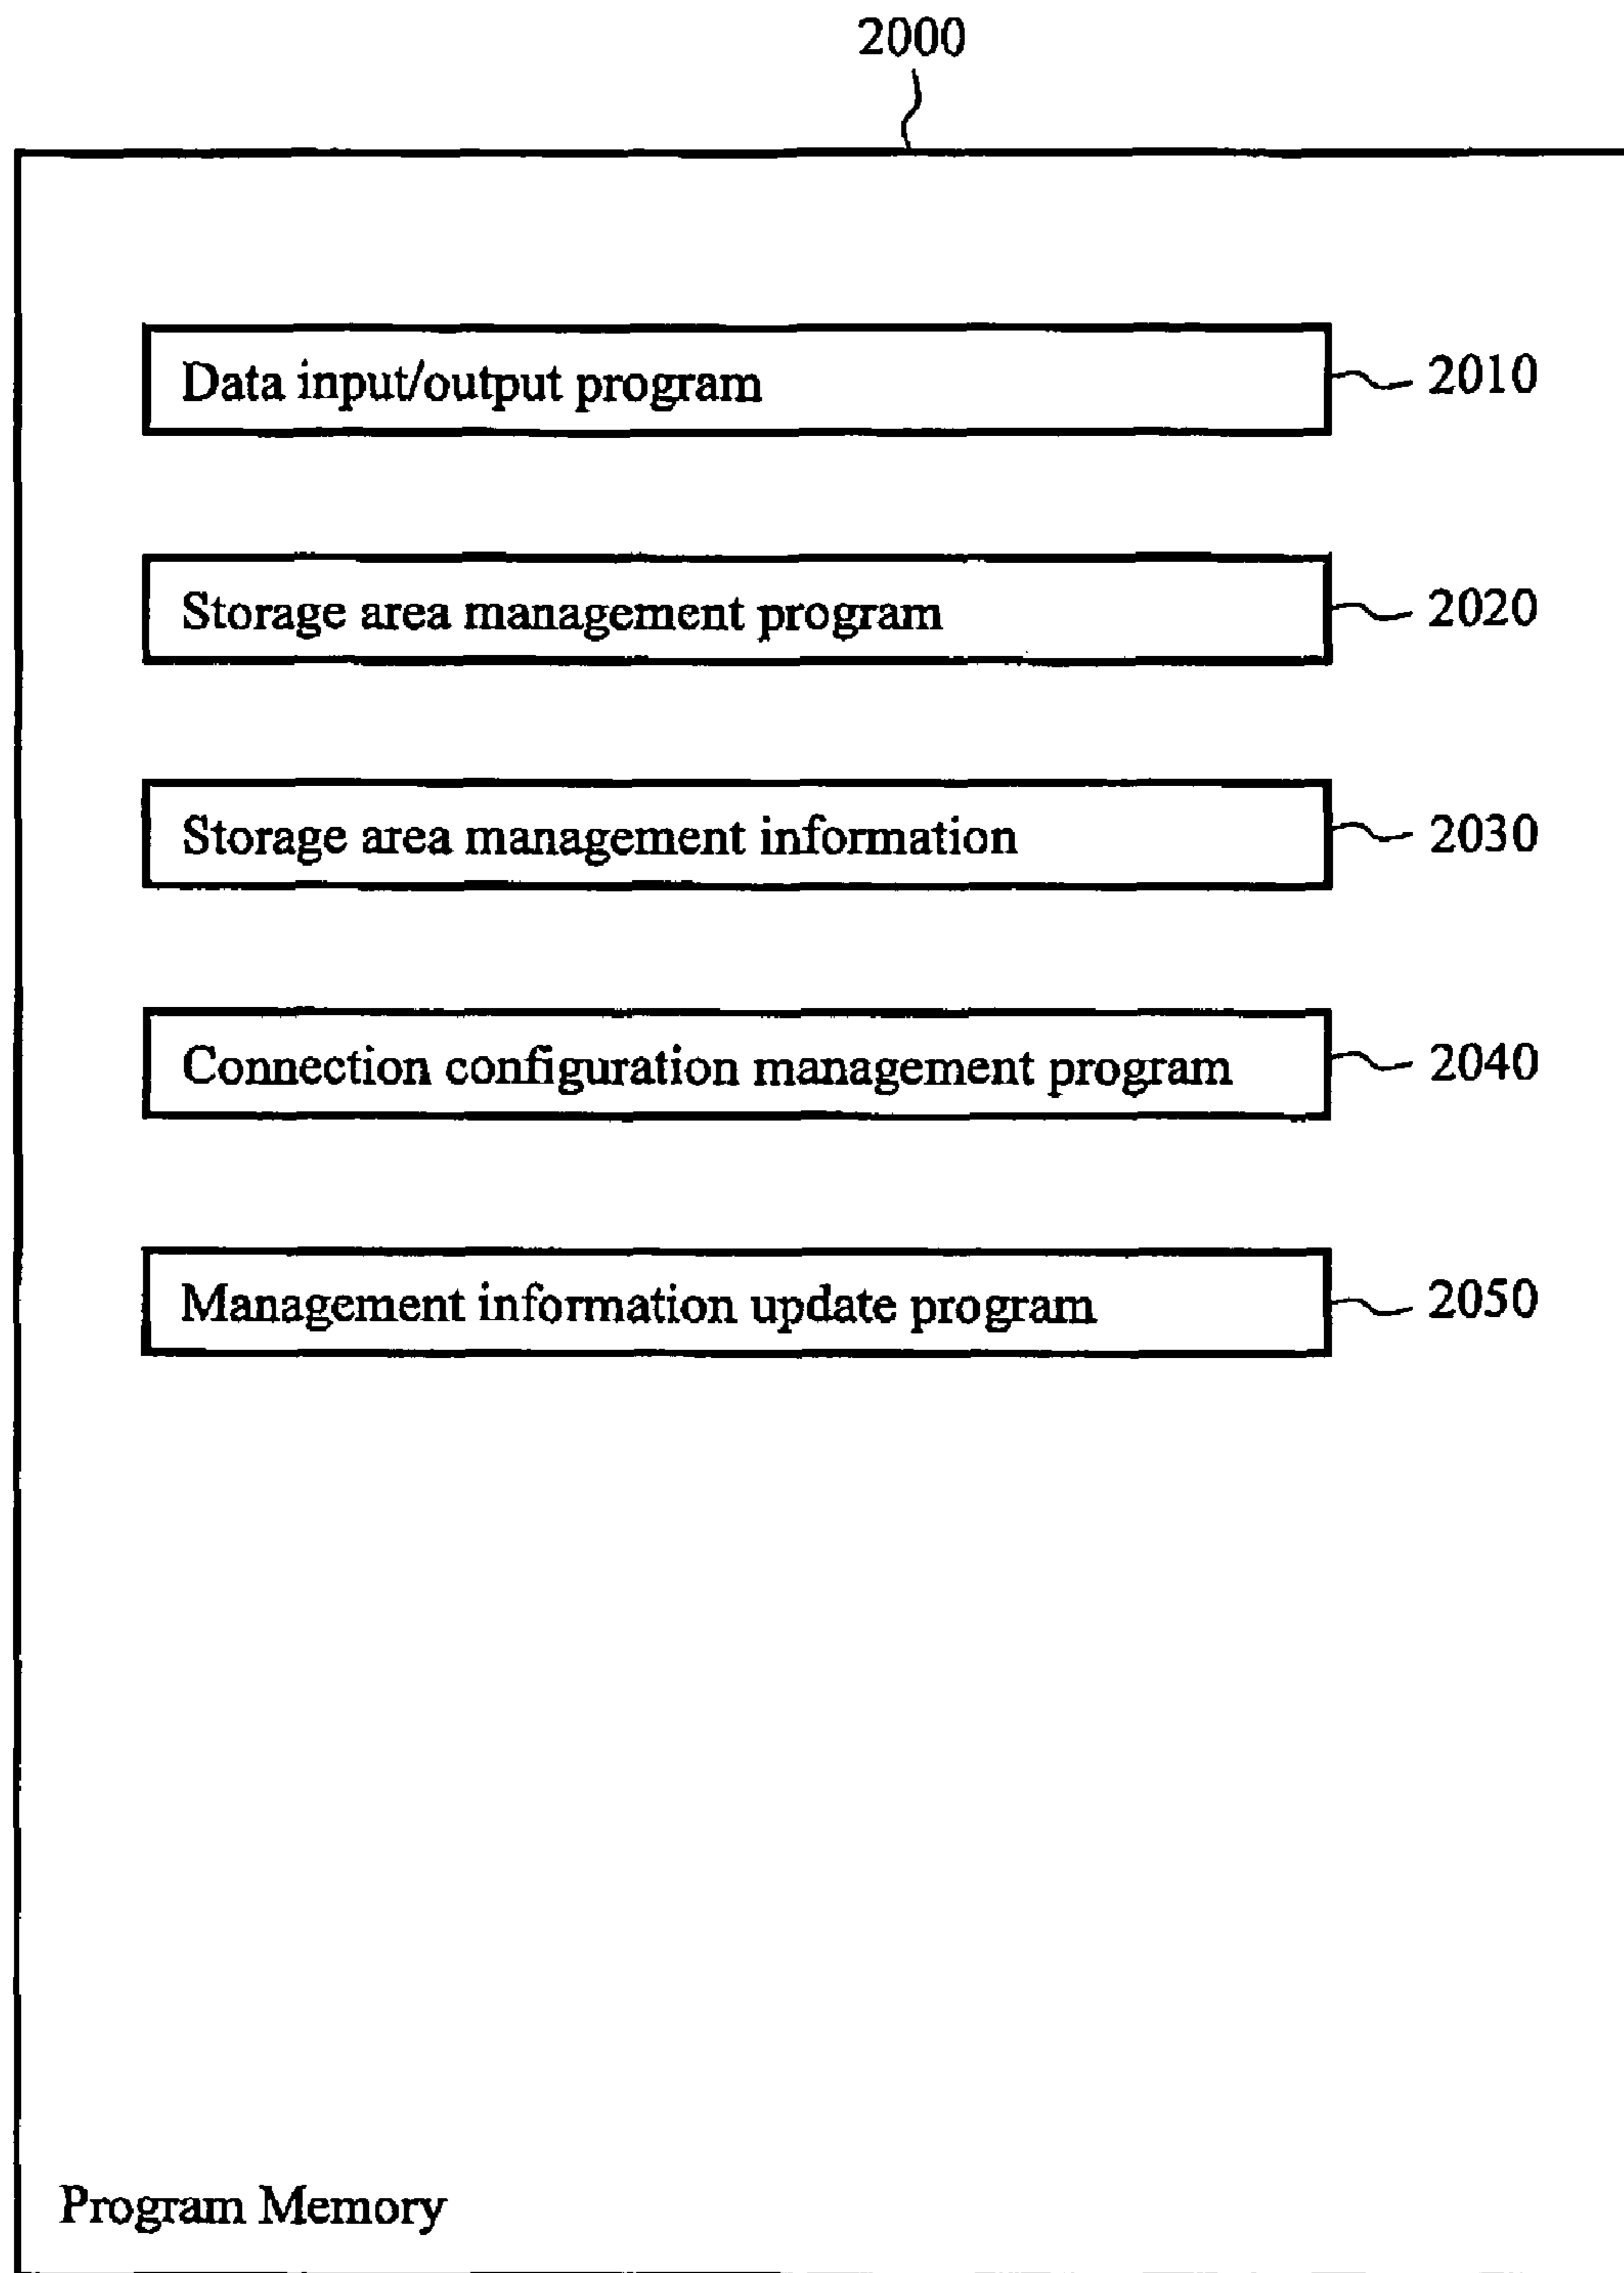 2000
Data input/output program 2010
Storage area management program 2020
Storage area management information 2030
Connection configuration management program 2040
Management information update program 2050
Program Memory